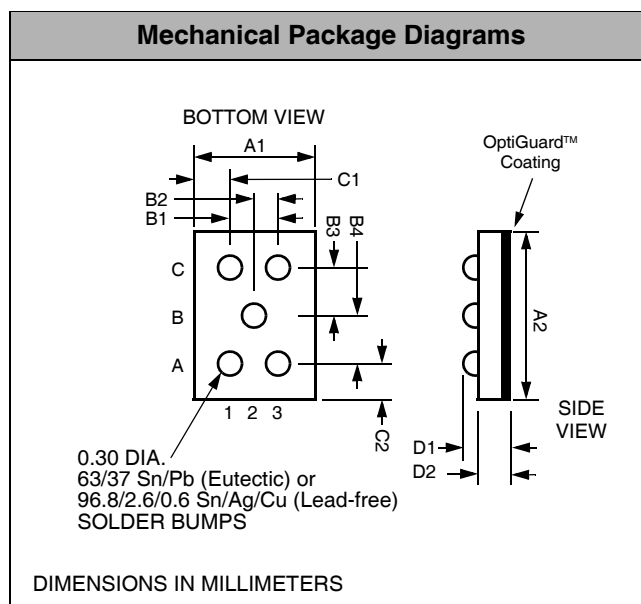 Mechanical Package Diagrams
BOTTOM VIEW
OptiGuard™
Coating
A1
C1
B2
B1
B3
B4
C
B
A
A2
1 2 3
C2
SIDE
VIEW
D1
D2
0.30 DIA.
63/37 Sn/Pb (Eutectic) or
96.8/2.6/0.6 Sn/Ag/Cu (Lead-free)
SOLDER BUMPS
DIMENSIONS IN MILLIMETERS